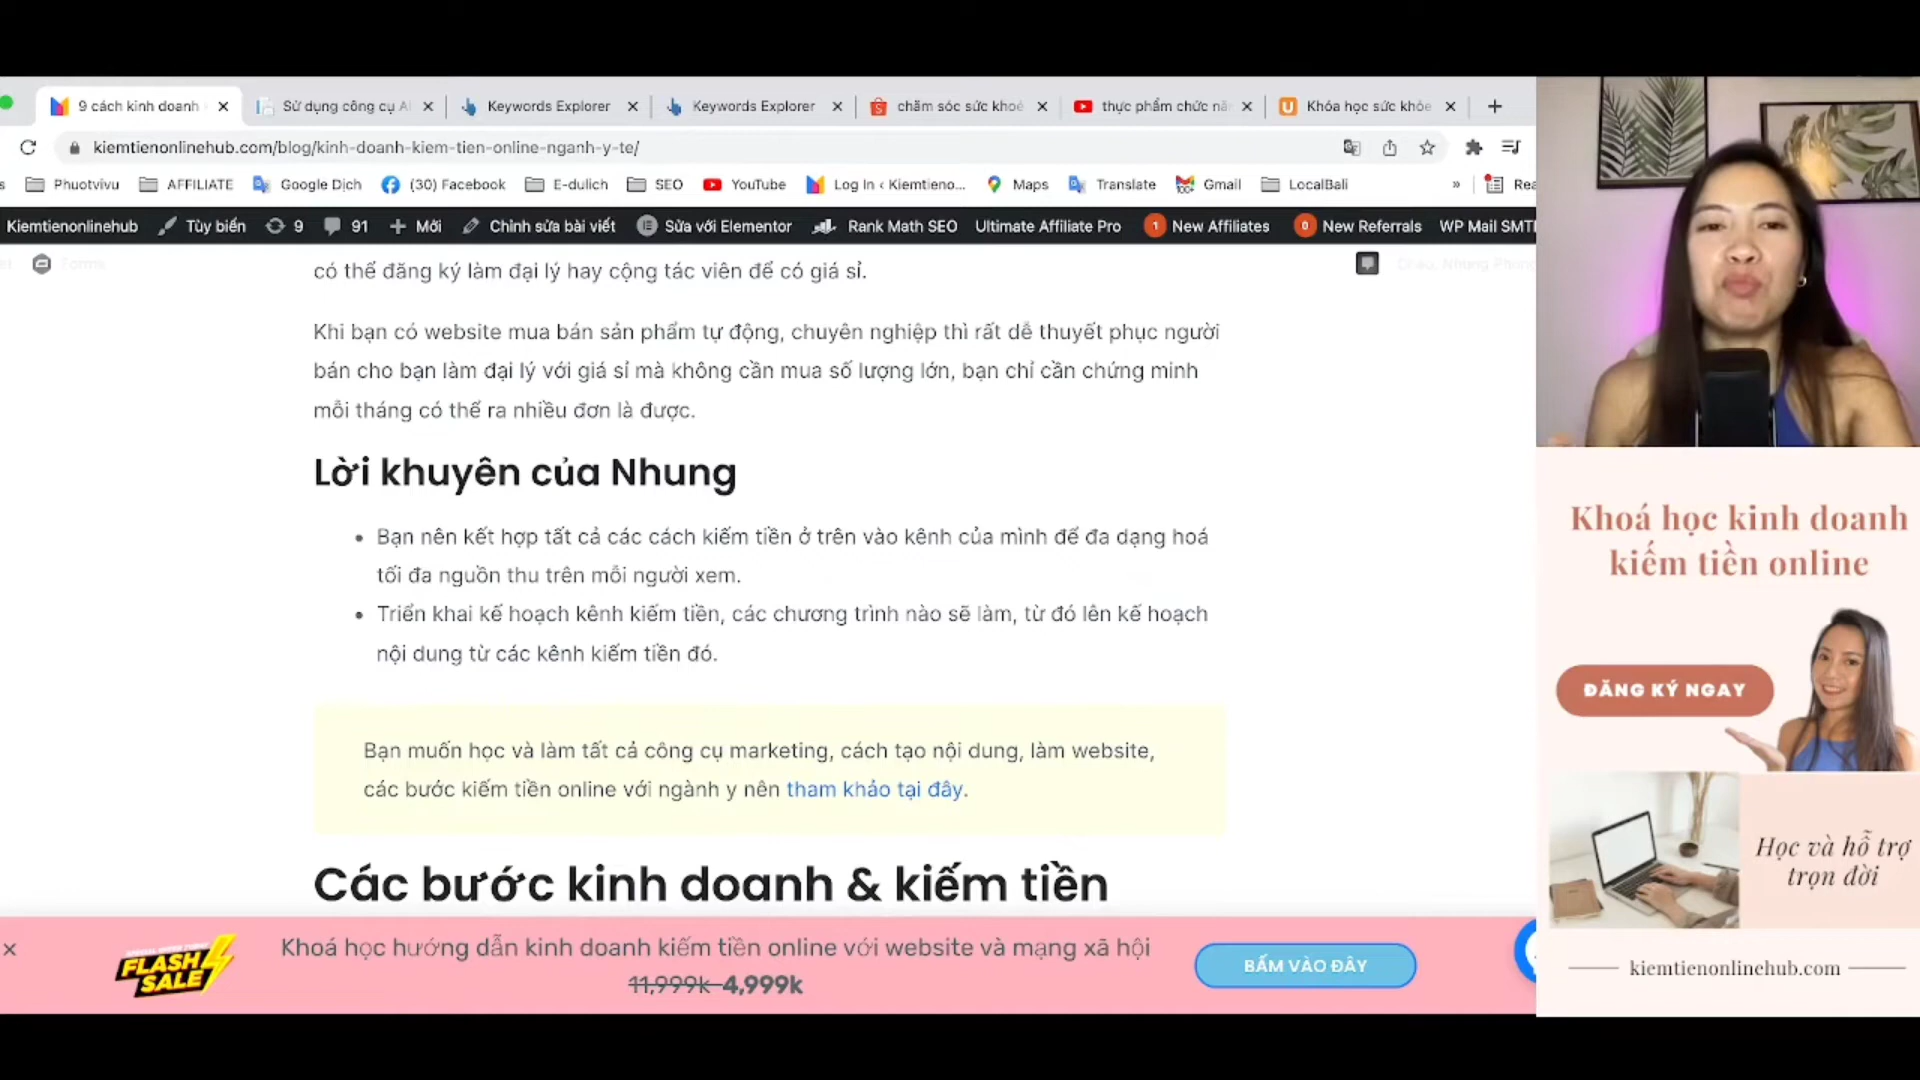 9 cách kinh doanh
Sử dụng công cụ AI
Keywords Explorer
Keywords Explorer
chăm sóc sức khoẻ
thực phẩm chức năn
Khóa học sức khỏe
kiemtienonlinehub.com/blog/kinh-doanh-kiem-tien-online-nganh-y-te/
s
Phuotvivu
AFFILIATE
Google Dịch
(30) Facebook
E-dulich
SEO
YouTube
Log In ‹ Kiemtieno...
Maps
Translate
Gmail
LocalBali
»
Rea
Kiemtienonlinehub
Tùy biến
9
91
Mới
Chỉnh sửa bài viết
Sửa với Elementor
Rank Math SEO
Ultimate Affiliate Pro
1 New Affiliates
0 New Referrals
WP Mail SMT
Forms
Chào, Nhung Phung
có thể đăng ký làm đại lý hay cộng tác viên để có giá sỉ.
Khi bạn có website mua bán sản phẩm tự động, chuyên nghiệp thì rất dễ thuyết phục người
bán cho bạn làm đại lý với giá sỉ mà không cần mua số lượng lớn, bạn chỉ cần chứng minh
mỗi tháng có thể ra nhiều đơn là được.
Lời khuyên của Nhung
• Bạn nên kết hợp tất cả các cách kiếm tiền ở trên vào kênh của mình để đa dạng hoá
tối đa nguồn thu trên mỗi người xem.
• Triển khai kế hoạch kênh kiếm tiền, các chương trình nào sẽ làm, từ đó lên kế hoạch
nội dung từ các kênh kiếm tiền đó.
Bạn muốn học và làm tất cả công cụ marketing, cách tạo nội dung, làm website,
các bước kiếm tiền online với ngành y nên tham khảo tại đây.
Các bước kinh doanh & kiếm tiền
FLASH
SALE
Khoá học hướng dẫn kinh doanh kiếm tiền online với website và mạng xã hội
11,999k 4,999k
BẤM VÀO ĐÂY
Khoá học kinh doanh
kiếm tiền online
ĐĂNG KÝ NGAY
Học và hỗ trợ
trọn đời
kiemtienonlinehub.com